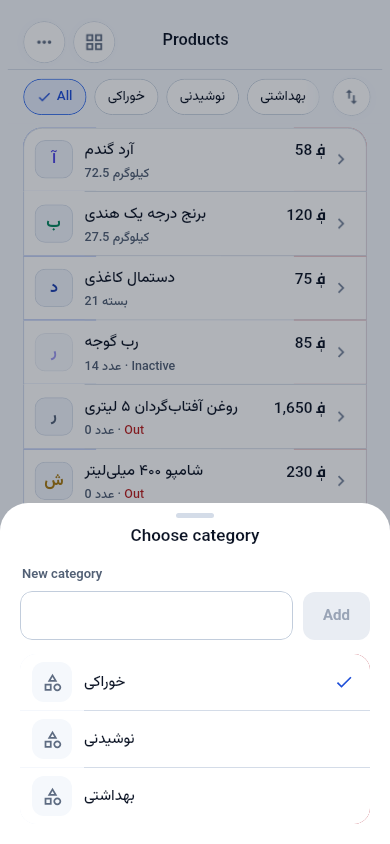 Products
All
خوراکی
نوشیدنی
بهداشتی
آ
آرد گندم
58 ؋
72.5 کیلوگرم
ب
برنج درجه یک هندی
120 ؋
27.5 کیلوگرم
د
دستمال کاغذی
75 ؋
21 بسته
ر
رب گوجه
85 ؋
14 عدد · Inactive
ر
روغن آفتاب‌گردان ۵ لیتری
1,650 ؋
0 عدد · Out
ش
شامپو ۴۰۰ میلی‌لیتر
230 ؋
0 عدد · Out
Choose category
New category
Add
خوراکی
نوشیدنی
بهداشتی